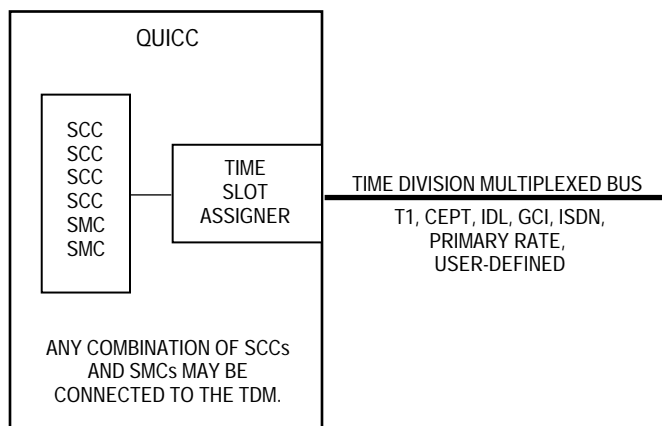 QUICC
SCC
SCC
SCC
SCC
SMC
SMC
TIME
SLOT
ASSIGNER
TIME DIVISION MULTIPLEXED BUS
T1, CEPT, IDL, GCI, ISDN,
PRIMARY RATE,
USER-DEFINED
ANY COMBINATION OF SCCs
AND SMCs MAY BE
CONNECTED TO THE TDM.